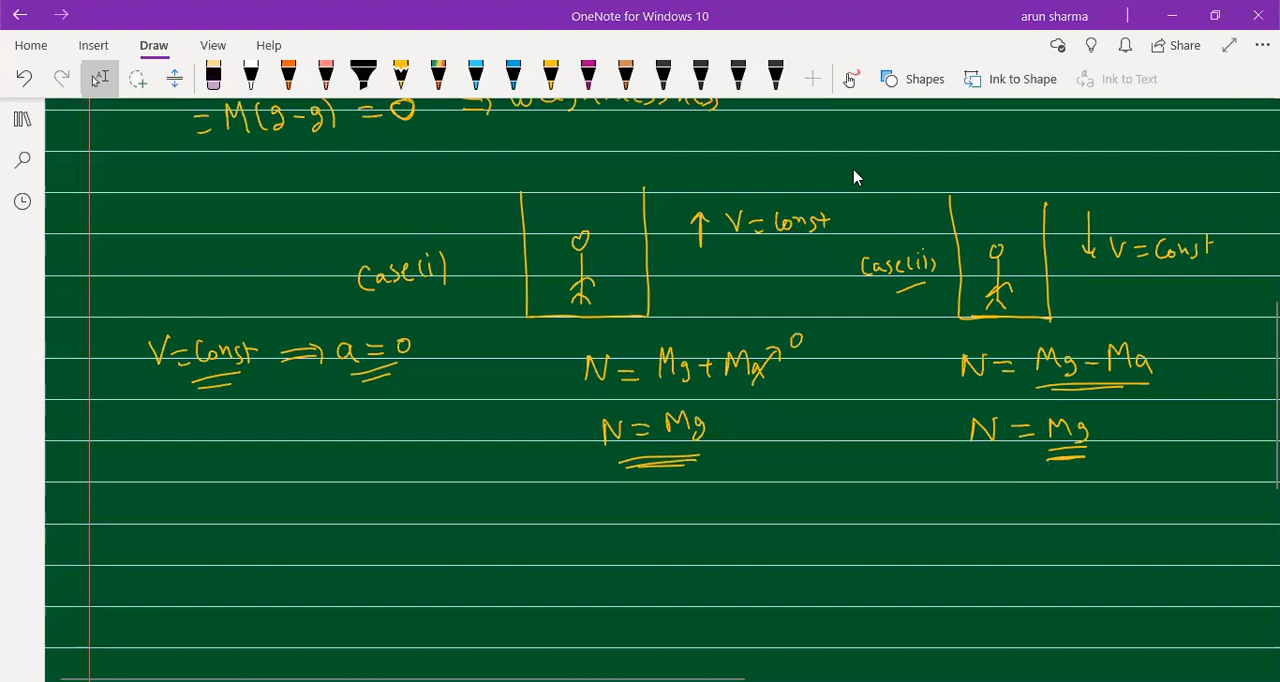 OneNote for Windows 10
arun sharma
Home Insert Draw View Help
Share
Shapes
Ink to Shape
Ink to Text
= M(g-g) = 0 ⇒ weightlessness
Case(i)
↑ V = Const
Case(ii)
↓ V = Const
V=Const ⇒ a = 0
N = Mg + Ma 0
N = Mg - Ma
N = Mg
N = Mg